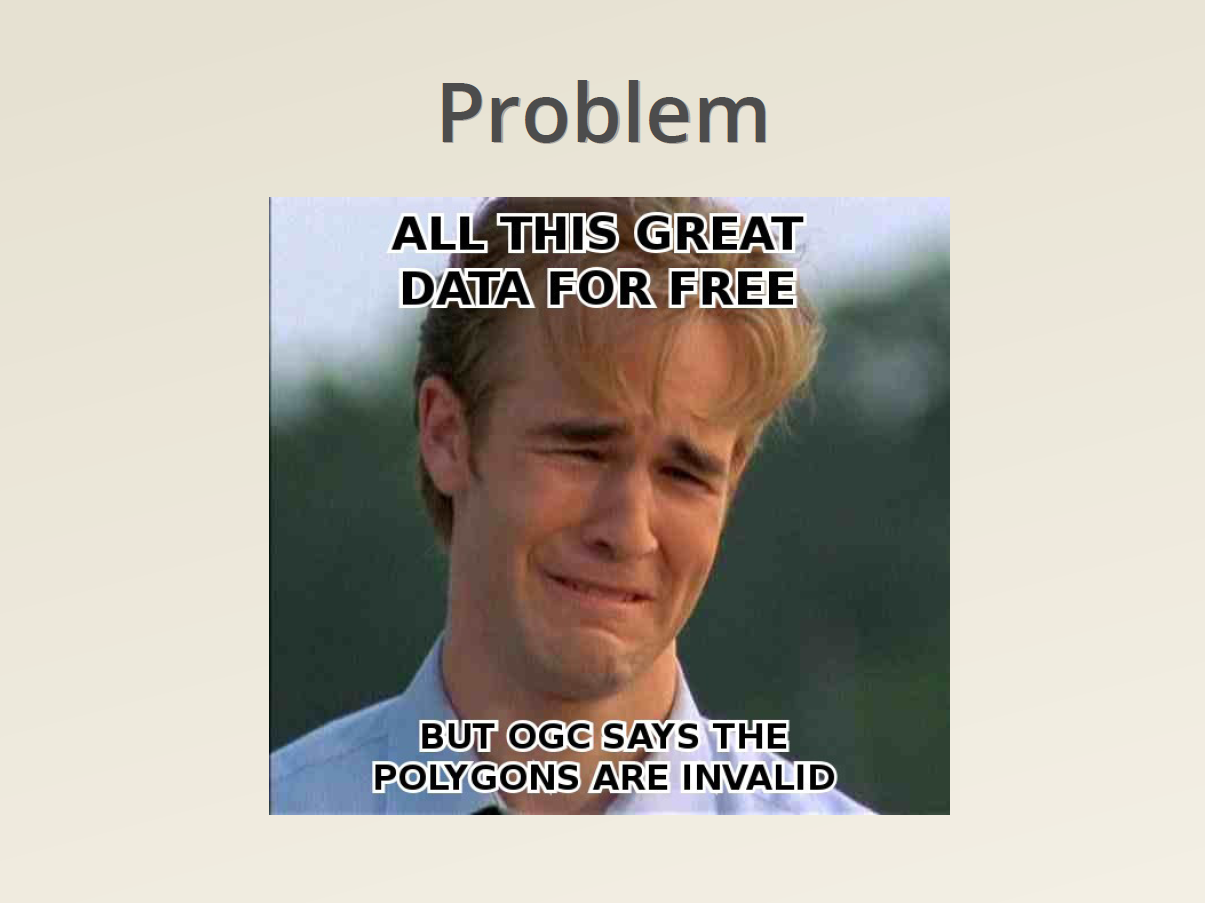 Problem
ALL THIS GREAT
DATA FOR FREE
BUT OGC SAYS THE
POLYGONS ARE INVALID